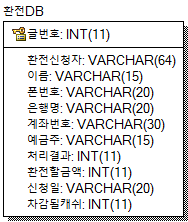 환전DB
글번호: INT(11)
환전신청자: VARCHAR(64)
이름: VARCHAR(15)
폰번호: VARCHAR(20)
은행명: VARCHAR(20)
계좌번호: VARCHAR(30)
예금주: VARCHAR(15)
처리결과: INT(11)
환전할금액: INT(11)
신청일: VARCHAR(20)
차감될캐쉬: INT(11)